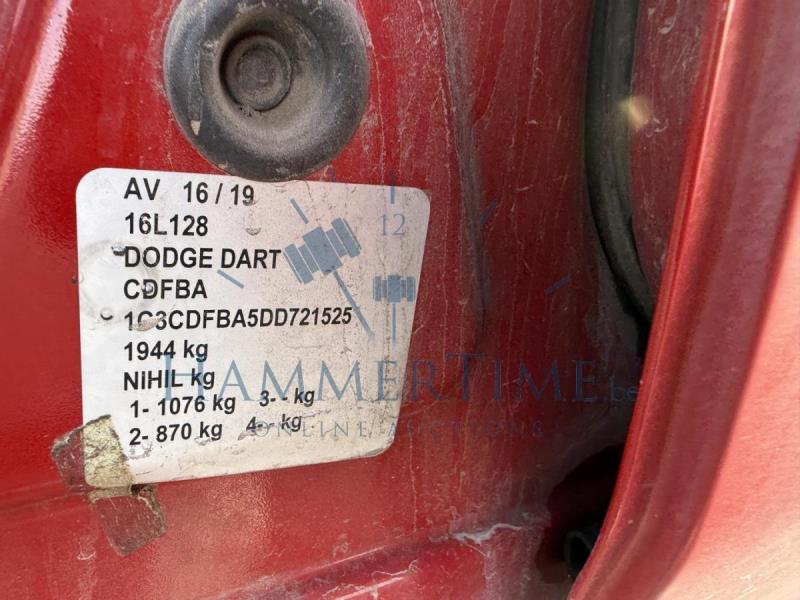 AV 16 / 19
16L128
DODGE DART
CDFBA
1C3CDFBA5DD721525
1944 kg
NiHIL kg
1- 1076 kg 3- - kg
2- 870 kg 4- - kg
12
HAMMERTIME.be
ONLINE AUCTIONS